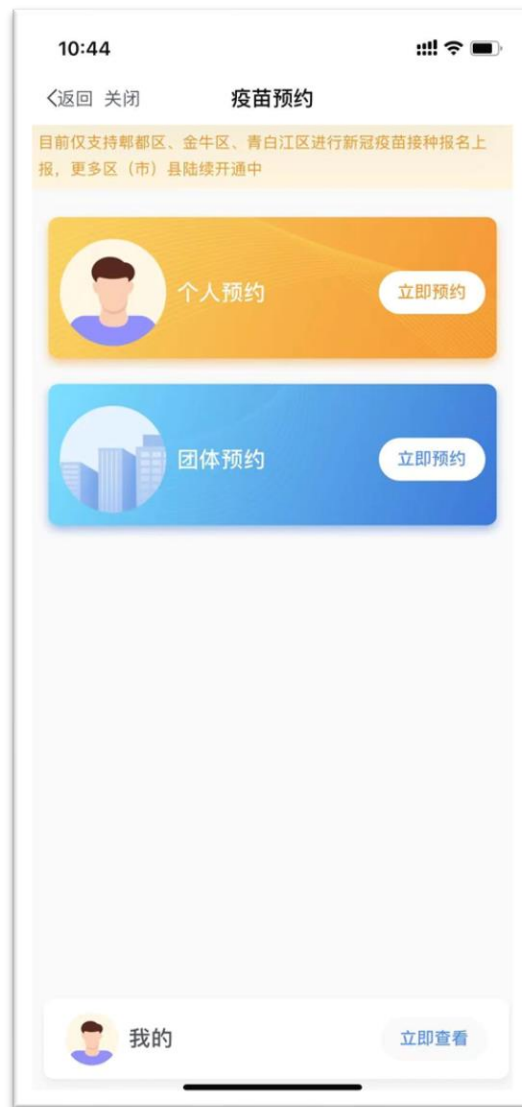 10:44
返回 关闭 疫苗预约
目前仅支持郫都区、金牛区、青白江区进行新冠疫苗接种报名上
报，更多区（市）县陆续开通中
个人预约 立即预约
团体预约 立即预约
我的 立即查看